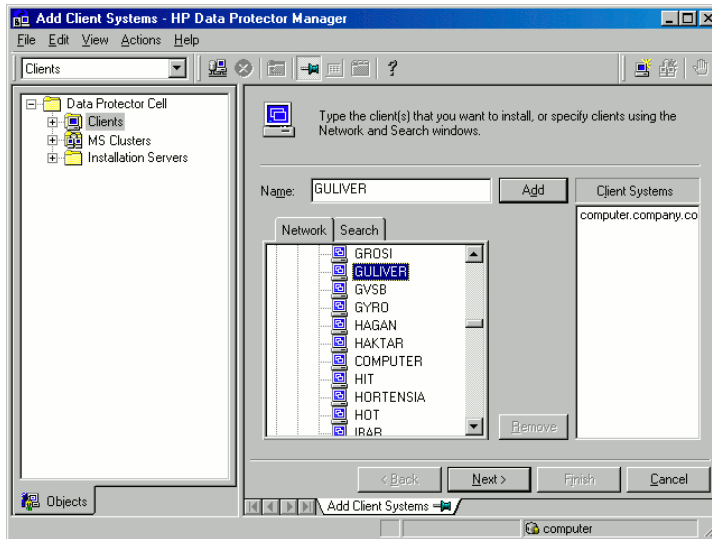 Add Client Systems - HP Data Protector Manager
File Edit View Actions Help
Clients
Data Protector Cell
Clients
MS Clusters
Installation Servers
Type the client(s) that you want to install, or specify clients using the
Network and Search windows.
Name: GULIVER Add Client Systems
computer.company.co
Network Search
GROSI
GULIVER
GVSB
GYRO
HAGAN
HAKTAR
COMPUTER
HIT
HORTENSIA
HOT
IBAR
Remove
< Back Next > Finish Cancel
Objects
Add Client Systems
computer